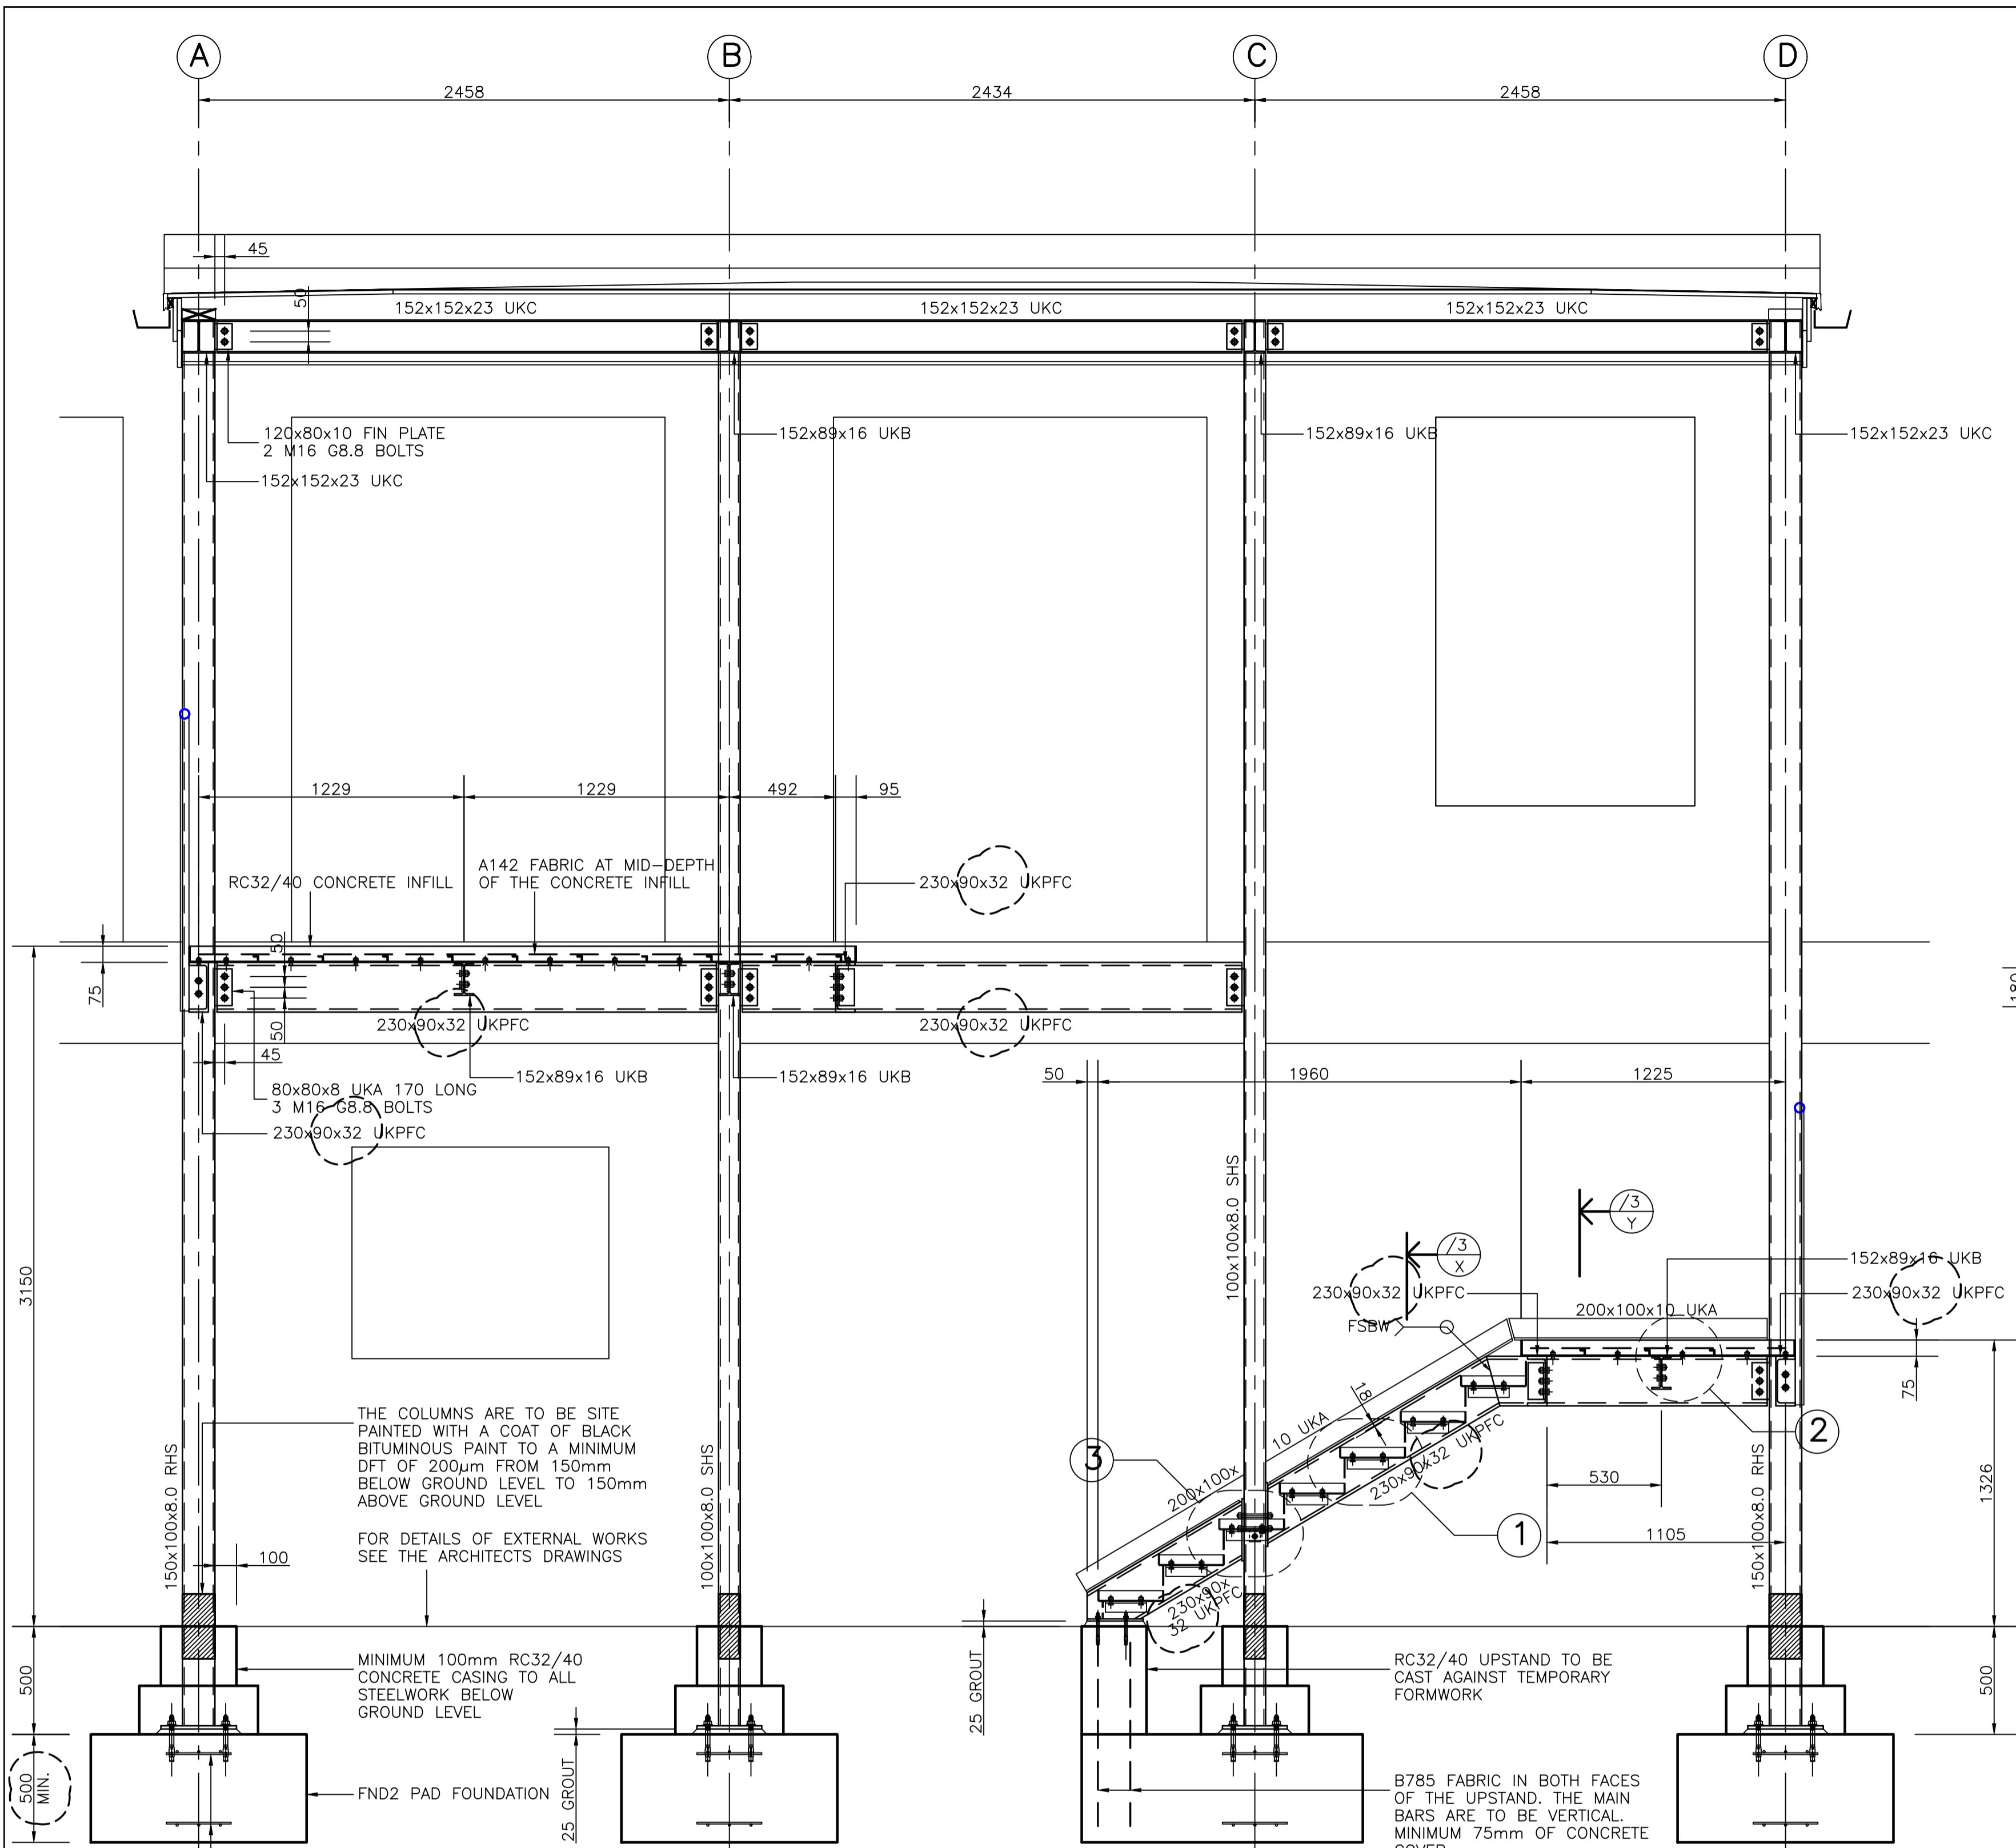 A
B
C
D
2458
2434
2458
45
50
152x152x23 UKC
152x152x23 UKC
152x152x23 UKC
120x80x10 FIN PLATE
2 M16 G8.8 BOLTS
152x152x23 UKC
152x89x16 UKB
152x89x16 UKB
152x152x23 UKC
1229
1229
492
95
RC32/40 CONCRETE INFILL
A142 FABRIC AT MID-DEPTH
OF THE CONCRETE INFILL
230x90x32 UKPFC
50
75
180
50
230x90x32 UKPFC
230x90x32 UKPFC
45
152x89x16 UKB
152x89x16 UKB
80x80x8 UKA 170 LONG
3 M16 G8.8 BOLTS
230x90x32 UKPFC
50
1960
1225
3150
100x100x8.0 SHS
/3
Y
/3
X
152x89x16 UKB
230x90x32 UKPFC
230x90x32 UKPFC
200x100x10 UKA
FSBW
75
18
10 UKA
200x100x
230x90x32 UKPFC
230x90x
32 UKPFC
3
2
1
530
1105
1326
THE COLUMNS ARE TO BE SITE
PAINTED WITH A COAT OF BLACK
BITUMINOUS PAINT TO A MINIMUM
DFT OF 200µm FROM 150mm
BELOW GROUND LEVEL TO 150mm
ABOVE GROUND LEVEL
FOR DETAILS OF EXTERNAL WORKS
SEE THE ARCHITECTS DRAWINGS
150x100x8.0 RHS
100
100x100x8.0 SHS
150x100x8.0 RHS
500
MINIMUM 100mm RC32/40
CONCRETE CASING TO ALL
STEELWORK BELOW
GROUND LEVEL
25 GROUT
RC32/40 UPSTAND TO BE
CAST AGAINST TEMPORARY
FORMWORK
500
500
MIN.
FND2 PAD FOUNDATION
25 GROUT
B785 FABRIC IN BOTH FACES
OF THE UPSTAND. THE MAIN
BARS ARE TO BE VERTICAL.
MINIMUM 75mm OF CONCRETE